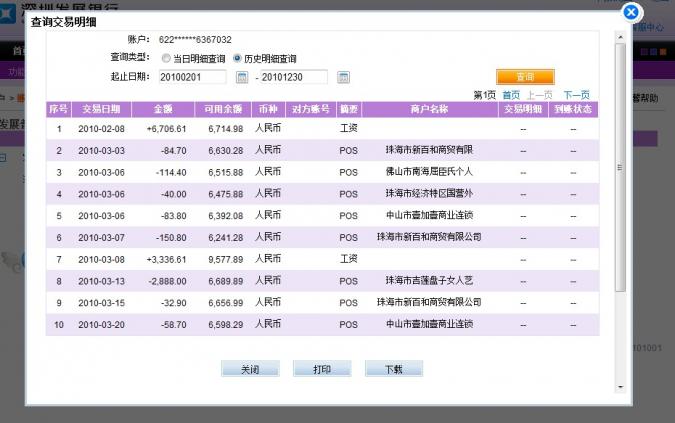 深圳发展银行
查询交易明细
账户： 622******6367032
查询类型： 当日明细查询 历史明细查询
起止日期： 20100201 - 20101230 查询
第1页 首页 上一页 下一页
序号 交易日期 金额 可用余额 币种 对方账号 摘要 商户名称 交易明细 到账状态
1 2010-02-08 +6,706.61 6,714.98 人民币 工资 -- --
2 2010-03-03 -84.70 6,630.28 人民币 POS 珠海市新百和商贸有限 -- --
3 2010-03-06 -114.40 6,515.88 人民币 POS 佛山市南海屈臣氏个人 -- --
4 2010-03-06 -40.00 6,475.88 人民币 POS 珠海市经济特区国营外 -- --
5 2010-03-06 -83.80 6,392.08 人民币 POS 中山市壹加壹商业连锁 -- --
6 2010-03-07 -150.80 6,241.28 人民币 POS 珠海市新百和商贸有限公司 -- --
7 2010-03-08 +3,336.61 9,577.89 人民币 工资 -- --
8 2010-03-13 -2,888.00 6,689.89 人民币 POS 珠海市吉莲盘子女人艺 -- --
9 2010-03-15 -32.90 6,656.99 人民币 POS 珠海市新百和商贸有限公司 -- --
10 2010-03-20 -58.70 6,598.29 人民币 POS 中山市壹加壹商业连锁 -- --
关闭 打印 下载